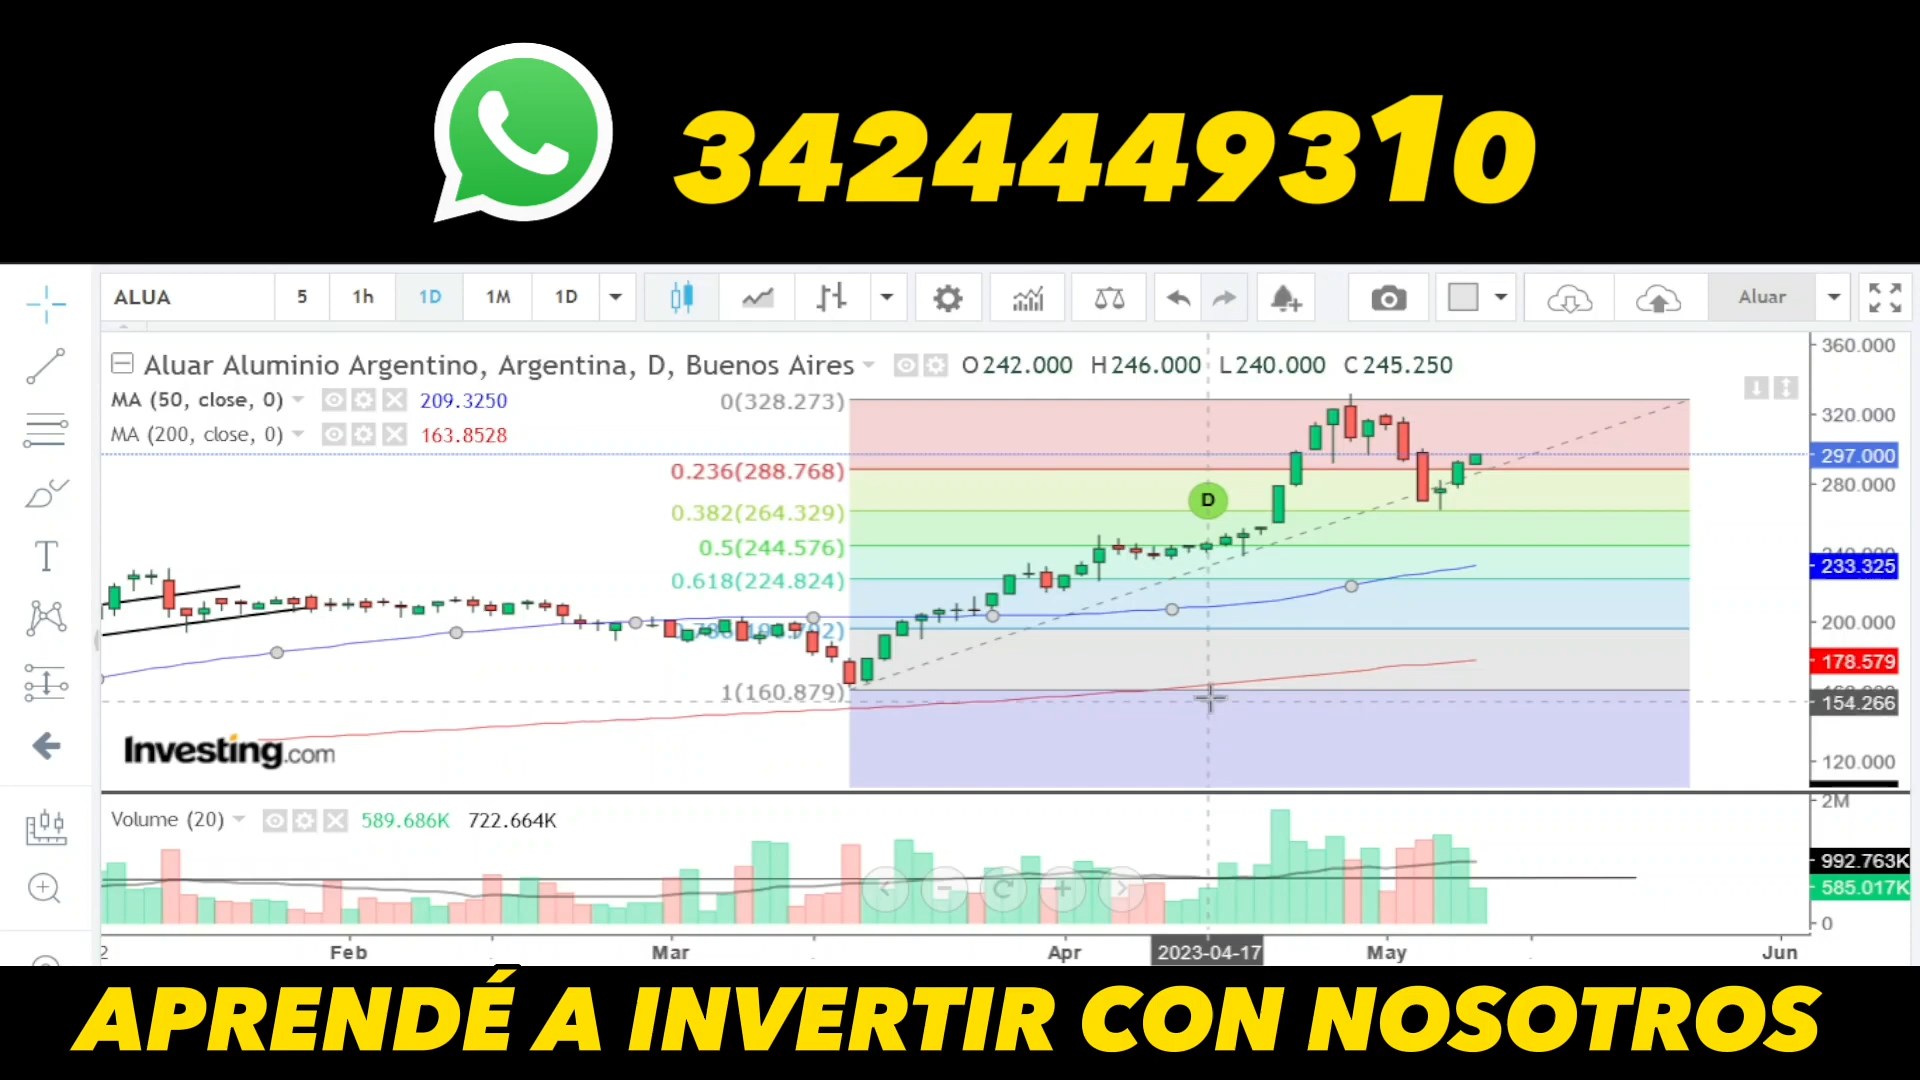 3424449310
ALUA 5 1h 1D 1M 1D Aluar
Aluar Aluminio Argentino, Argentina, D, Buenos Aires O 242.000 H 246.000 L 240.000 C 245.250
MA (50, close, 0) 209.3250
MA (200, close, 0) 163.8528
0(328.273)
0.236(288.768)
0.382(264.329)
0.5(244.576)
0.618(224.824)
1(160.879)
D
360.000
320.000
297.000
280.000
233.325
200.000
178.579
154.266
120.000
Investing.com
Volume (20) 589.686K 722.664K
2M
992.763K
585.017K
0
2 Feb Mar Apr 2023-04-17 May Jun
APRENDÉ A INVERTIR CON NOSOTROS